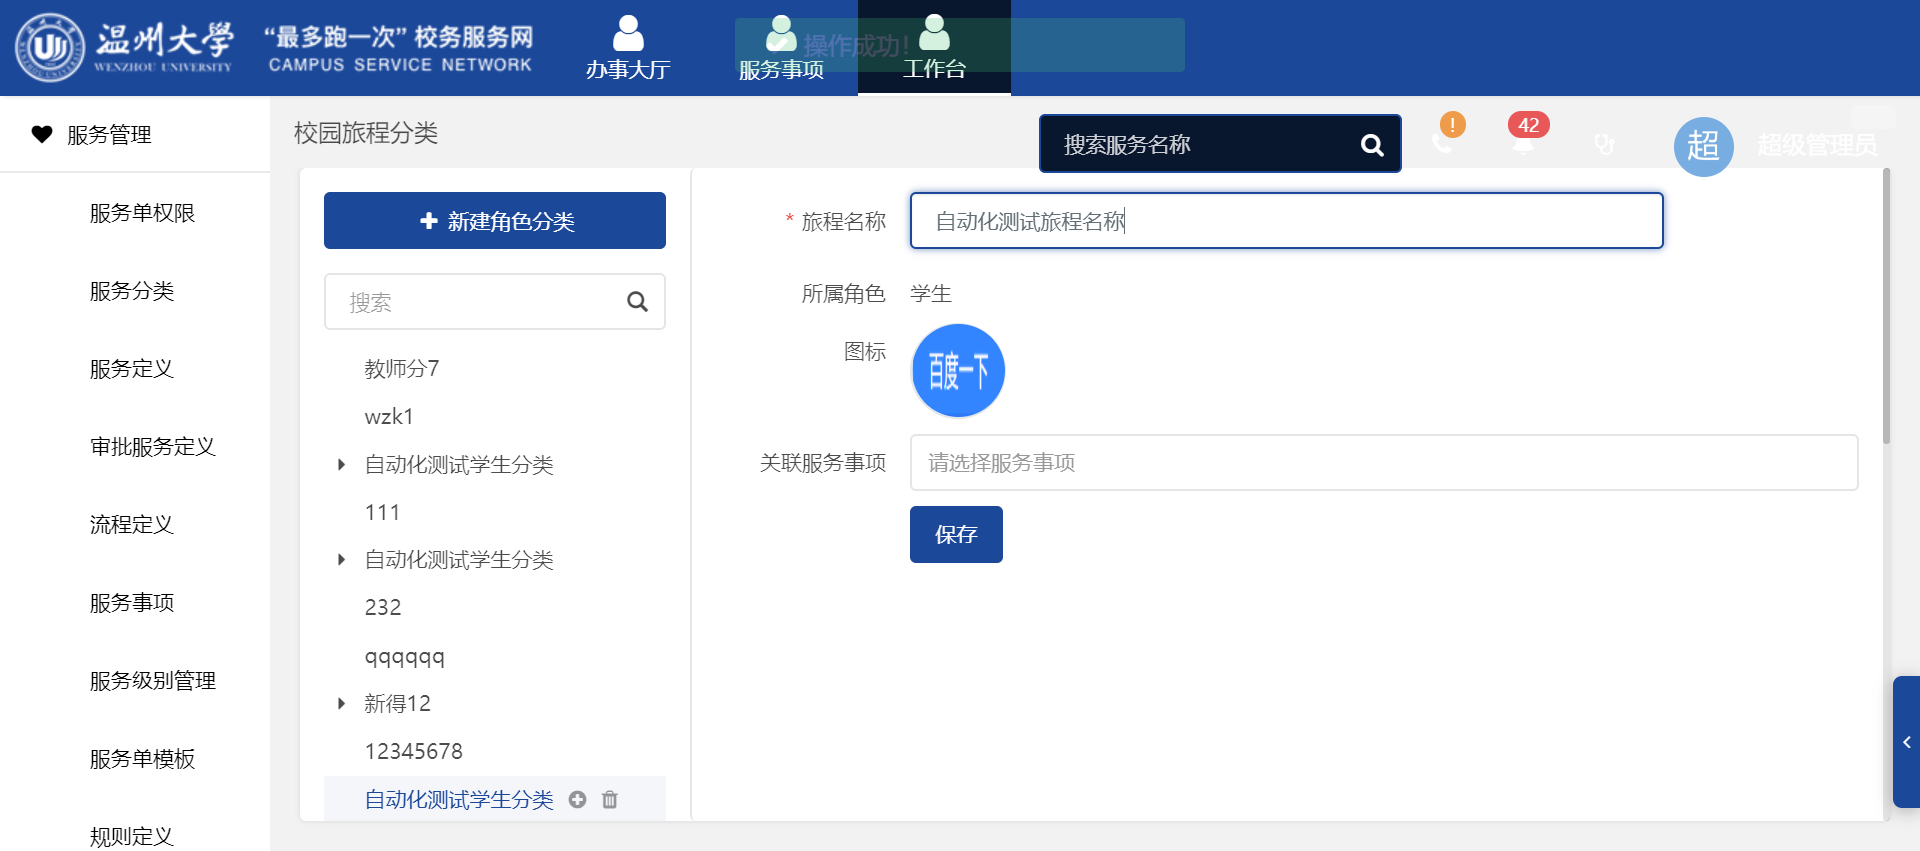 温州大学
WENZHOU UNIVERSITY
“最多跑一次” 校务服务网
CAMPUS SERVICE NETWORK
办事大厅
服务事项
工作台
操作成功!
服务管理
校园旅程分类
搜索服务名称
!
42
超
超级管理员
服务单权限
服务分类
服务定义
审批服务定义
流程定义
服务事项
服务级别管理
服务单模板
规则定义
新建角色分类
搜索
教师分7
wzk1
自动化测试学生分类
111
自动化测试学生分类
232
qqqqqq
新得12
12345678
自动化测试学生分类
* 旅程名称
自动化测试旅程名称
所属角色
学生
图标
百度一下
关联服务事项
请选择服务事项
保存